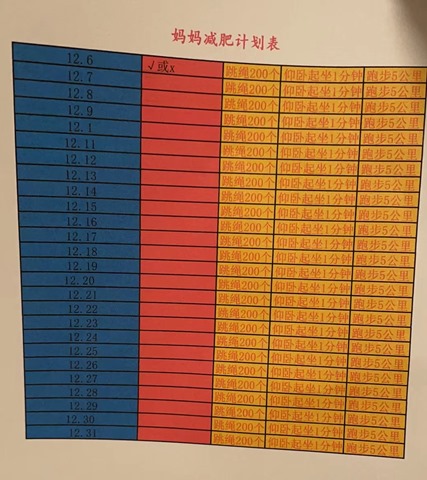 妈妈减肥计划表
12.6 √或x 跳绳200个 仰卧起坐1分钟 跑步5公里
12.7 跳绳200个 仰卧起坐1分钟 跑步5公里
12.8 跳绳200个 仰卧起坐1分钟 跑步5公里
12.9 跳绳200个 仰卧起坐1分钟 跑步5公里
12.1 跳绳200个 仰卧起坐1分钟 跑步5公里
12.11 跳绳200个 仰卧起坐1分钟 跑步5公里
12.12 跳绳200个 仰卧起坐1分钟 跑步5公里
12.13 跳绳200个 仰卧起坐1分钟 跑步5公里
12.14 跳绳200个 仰卧起坐1分钟 跑步5公里
12.15 跳绳200个 仰卧起坐1分钟 跑步5公里
12.16 跳绳200个 仰卧起坐1分钟 跑步5公里
12.17 跳绳200个 仰卧起坐1分钟 跑步5公里
12.18 跳绳200个 仰卧起坐1分钟 跑步5公里
12.19 跳绳200个 仰卧起坐1分钟 跑步5公里
12.20 跳绳200个 仰卧起坐1分钟 跑步5公里
12.21 跳绳200个 仰卧起坐1分钟 跑步5公里
12.22 跳绳200个 仰卧起坐1分钟 跑步5公里
12.23 跳绳200个 仰卧起坐1分钟 跑步5公里
12.24 跳绳200个 仰卧起坐1分钟 跑步5公里
12.25 跳绳200个 仰卧起坐1分钟 跑步5公里
12.26 跳绳200个 仰卧起坐1分钟 跑步5公里
12.27 跳绳200个 仰卧起坐1分钟 跑步5公里
12.28 跳绳200个 仰卧起坐1分钟 跑步5公里
12.29 跳绳200个 仰卧起坐1分钟 跑步5公里
12.30 跳绳200个 仰卧起坐1分钟 跑步5公里
12.31 跳绳200个 仰卧起坐1分钟 跑步5公里